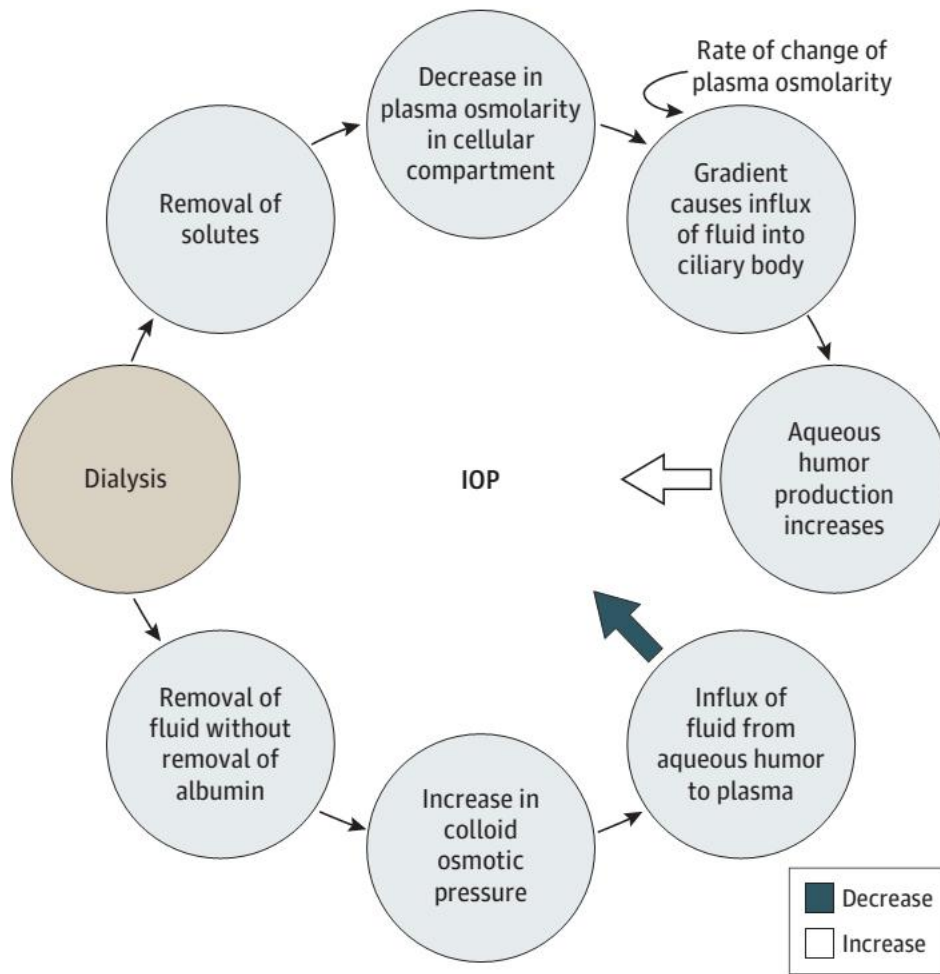 Rate of change of
plasma osmolarity
Decrease in
plasma osmolarity
in cellular
compartment
Removal of
solutes
Gradient
causes influx
of fluid into
ciliary body
Dialysis
IOP
Aqueous
humor
production
increases
Removal of
fluid without
removal of
albumin
Increase in
colloid
osmotic
pressure
Influx of
fluid from
aqueous humor
to plasma
Decrease
Increase